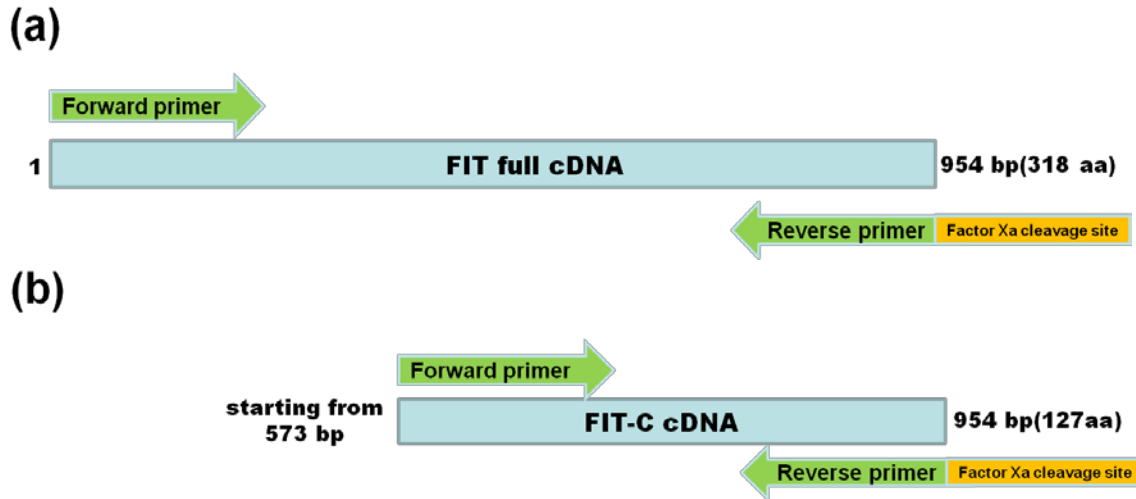 (a)
Forward primer
1
FIT full cDNA
954 bp(318 aa)
Reverse primer
Factor Xa cleavage site
(b)
Forward primer
starting from
573 bp
FIT-C cDNA
954 bp(127aa)
Reverse primer
Factor Xa cleavage site